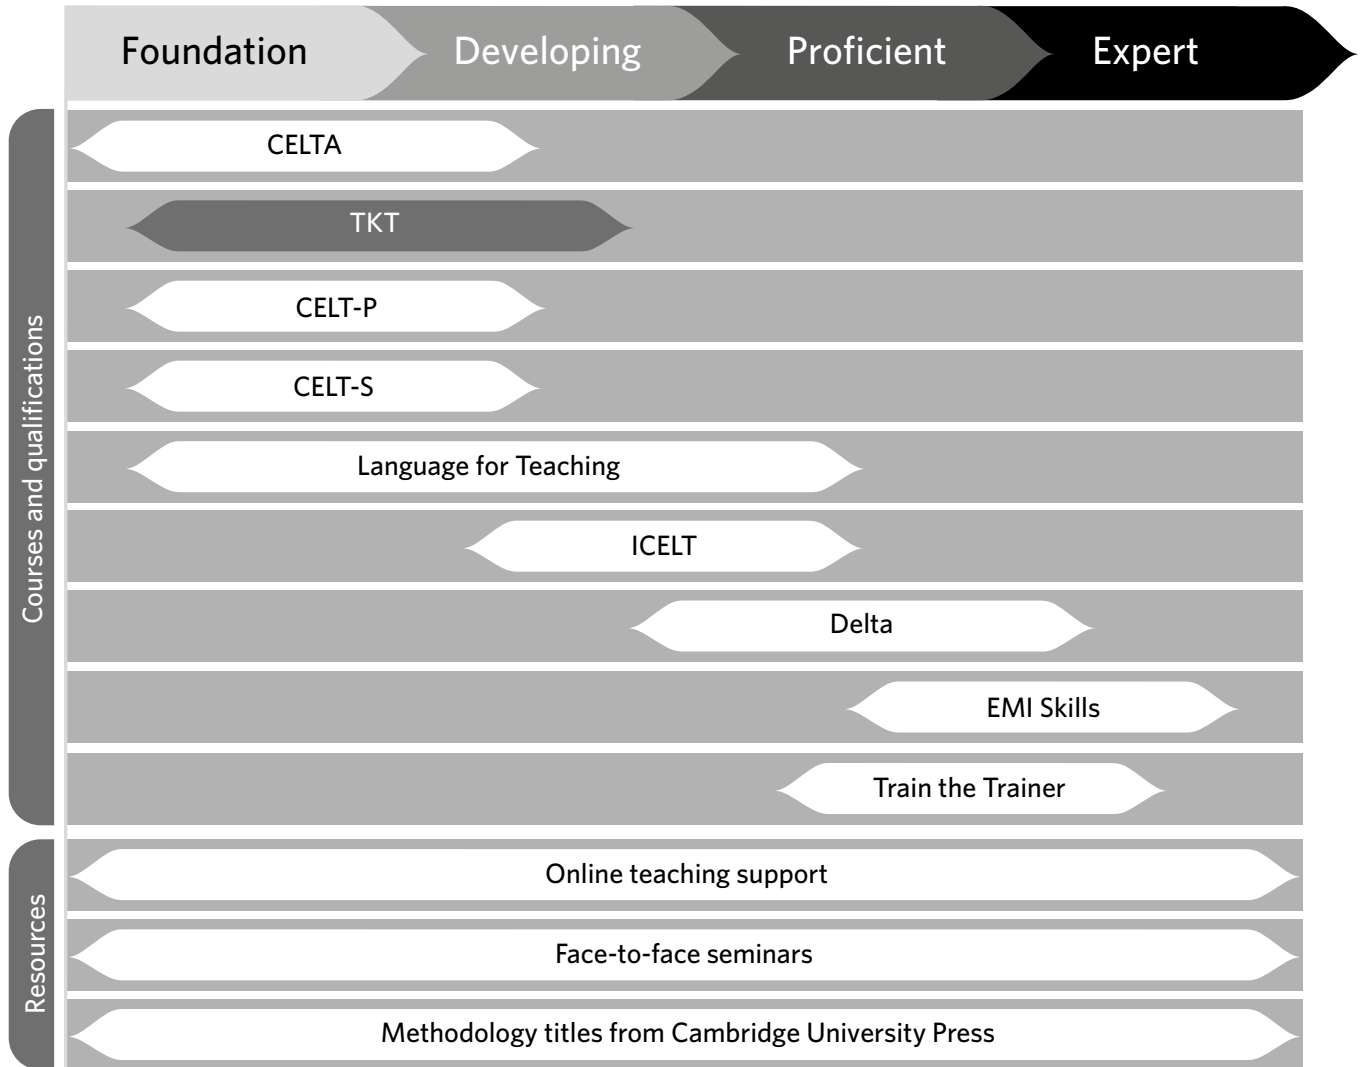 Foundation
Developing
Proficient
Expert
Courses and qualifications
CELTA
TKT
CELT-P
CELT-S
Language for Teaching
ICELT
Delta
EMI Skills
Train the Trainer
Resources
Online teaching support
Face-to-face seminars
Methodology titles from Cambridge University Press